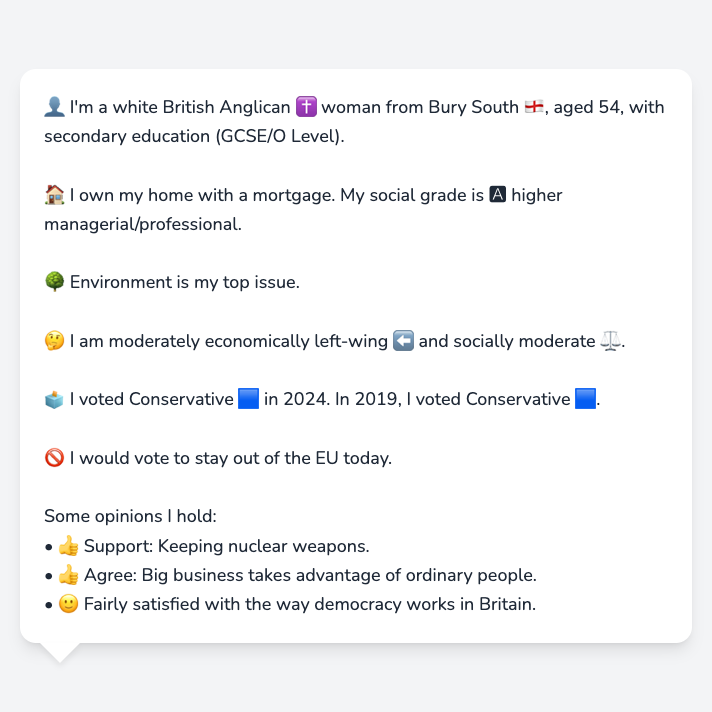 👤 I'm a white British Anglican ✝️ woman from Bury South 🏴󠁧󠁢󠁥󠁮󠁧󠁿, aged 54, with
secondary education (GCSE/O Level).
🏠 I own my home with a mortgage. My social grade is 🅰 higher
managerial/professional.
🌳 Environment is my top issue.
🤔 I am moderately economically left-wing ⬅️ and socially moderate ⚖️.
🗳️ I voted Conservative 🟦 in 2024. In 2019, I voted Conservative 🟦.
🚫 I would vote to stay out of the EU today.
Some opinions I hold:
• 👍 Support: Keeping nuclear weapons.
• 👍 Agree: Big business takes advantage of ordinary people.
• 🙂 Fairly satisfied with the way democracy works in Britain.